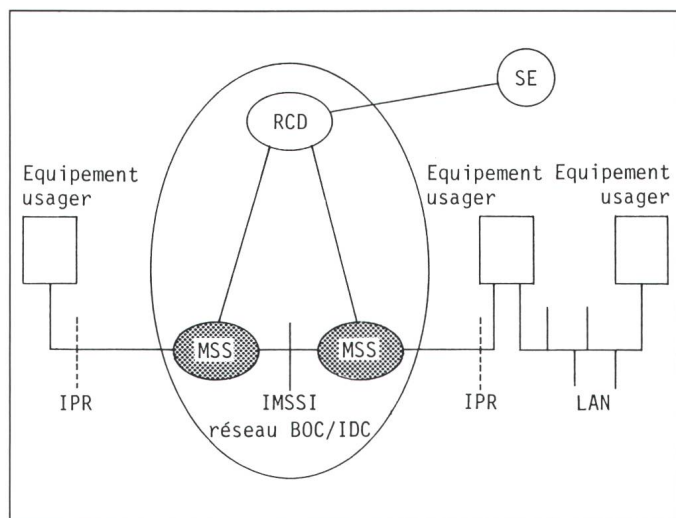 SE
RCD
Equipement
usager
Equipement
usager
Equipement
usager
MSS
MSS
IPR
IMSSI
IPR
LAN
réseau BOC/IDC